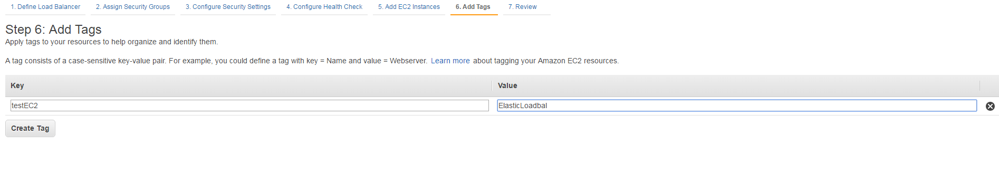 1. Define Load Balancer 2. Assign Security Groups 3. Configure Security Settings 4. Configure Health Check 5. Add EC2 Instances 6. Add Tags 7. Review
Step 6: Add Tags
Apply tags to your resources to help organize and identify them.
A tag consists of a case-sensitive key-value pair. For example, you could define a tag with key = Name and value = Webserver. Learn more about tagging your Amazon EC2 resources.
Key Value
testEC2 ElasticLoadbal
Create Tag